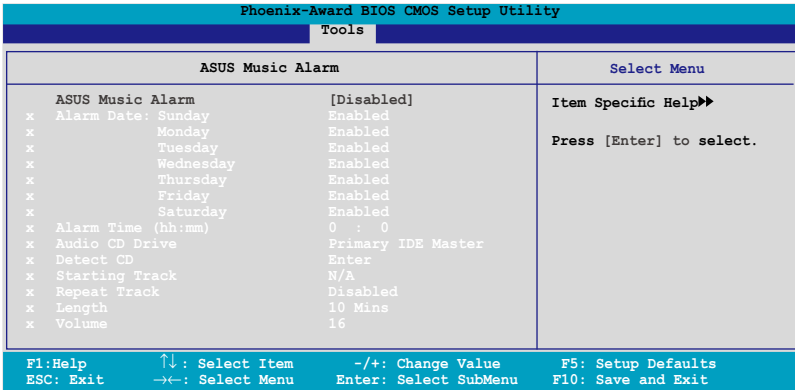 Phoenix-Award BIOS CMOS Setup Utility
Tools
ASUS Music Alarm
Select Menu
ASUS Music Alarm [Disabled]
x Alarm Date: Sunday Enabled
x Monday Enabled
x Tuesday Enabled
x Wednesday Enabled
x Thursday Enabled
x Friday Enabled
x Saturday Enabled
x Alarm Time (hh:mm) 0 : 0
x Audio CD Drive Primary IDE Master
x Detect CD Enter
x Starting Track N/A
x Repeat Track Disabled
x Length 10 Mins
x Volume 16
Item Specific Help▶▶
Press [Enter] to select.
F1:Help ↑↓: Select Item -/+: Change Value F5: Setup Defaults
ESC: Exit →←: Select Menu Enter: Select SubMenu F10: Save and Exit